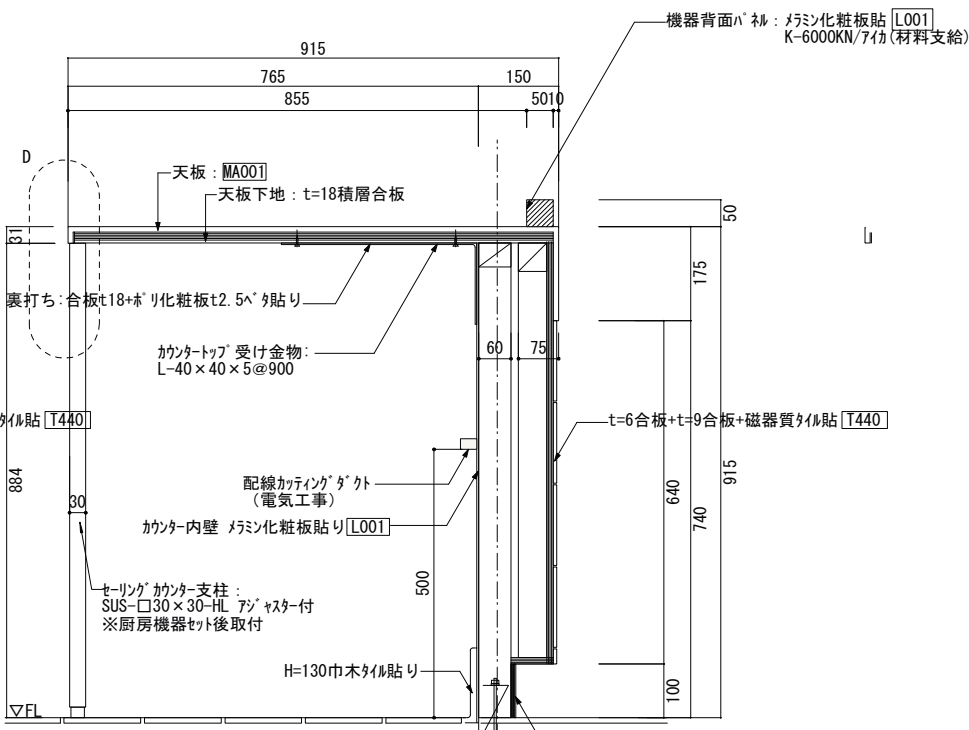 機器背面パネル：メラミン化粧板貼 L001
K-6000KN/アイカ(材料支給)
915
765 150
855 50 10
D
天板：MA001
天板下地：t=18積層合板
50
31
175
裏打ち：合板t18+ポリ化粧板t2.5ベタ貼り
カウンタートップ受け金物：
L-40×40×5@900
60 75
タイル貼 T440
t=6合板+t=9合板+磁器質タイル貼 T440
884
配線カッティングダクト
(電気工事)
カウンター内壁 メラミン化粧板貼り L001
30
500
640
740
915
セーリングカウンター支柱：
SUS-□30×30-HL アジャスター付
※厨房機器セット後取付
H=130巾木タイル貼り
100
▽FL